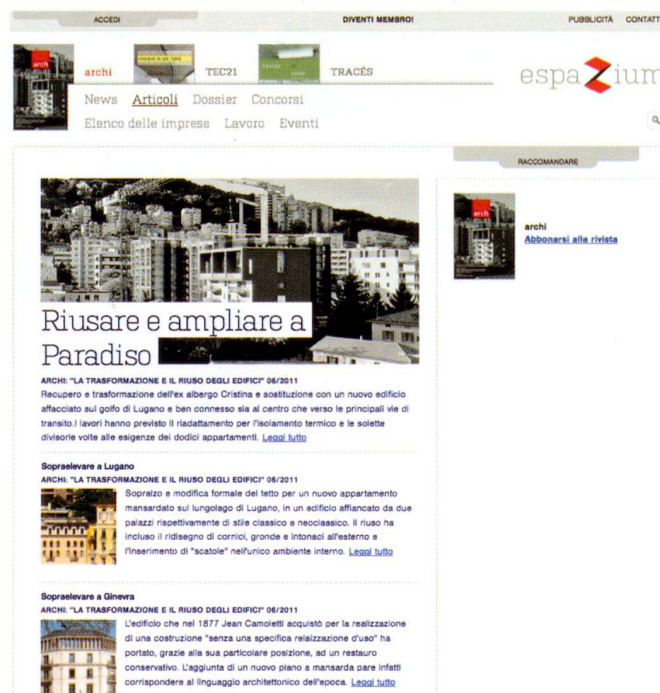 ACCEDI
DIVENTI MEMBRO!
PUBBLICITÀ CONTATT
arch
archi
TEC21
TRACÉS
espazium
News Articoli Dossier Concorsi
Elenco delle imprese Lavoro Eventi
RACCOMANDARE
arch
archi
Abbonarsi alla rivista
Riusare e ampliare a
Paradiso
ARCHI: "LA TRASFORMAZIONE E IL RIUSO DEGLI EDIFICI" 06/2011
Recupero e trasformazione dell'ex albergo Cristina e sostituzione con un nuovo edificio
affacciato sul golfo di Lugano e ben connesso sia al centro che verso le principali vie di
transito.I lavori hanno previsto il riadattamento per l'isolamento termico e le solette
divisorie volte alle esigenze dei dodici appartamenti. Leggi tutto
Sopraelevare a Lugano
ARCHI: "LA TRASFORMAZIONE E IL RIUSO DEGLI EDIFICI" 06/2011
Sopralzo e modifica formale del tetto per un nuovo appartamento
mansardato sul lungolago di Lugano, in un edificio affiancato da due
palazzi rispettivamente di stile classico e neoclassico. Il riuso ha
incluso il ridisegno di cornici, gronde e intonaci all'esterno e
l'inserimento di "scatole" nell'unico ambiente interno. Leggi tutto
Sopraelevare a Ginevra
ARCHI: "LA TRASFORMAZIONE E IL RIUSO DEGLI EDIFICI" 06/2011
L'edificio che nel 1877 Jean Camoletti acquistò per la realizzazione
di una costruzione "senza una specifica relaizzazione d'uso" ha
portato, grazie alla sua particolare posizione, ad un restauro
conservativo. L'aggiunta di un nuovo piano a mansarda pare infatti
corrispondere al linguaggio architettonico dell'epoca. Leggi tutto